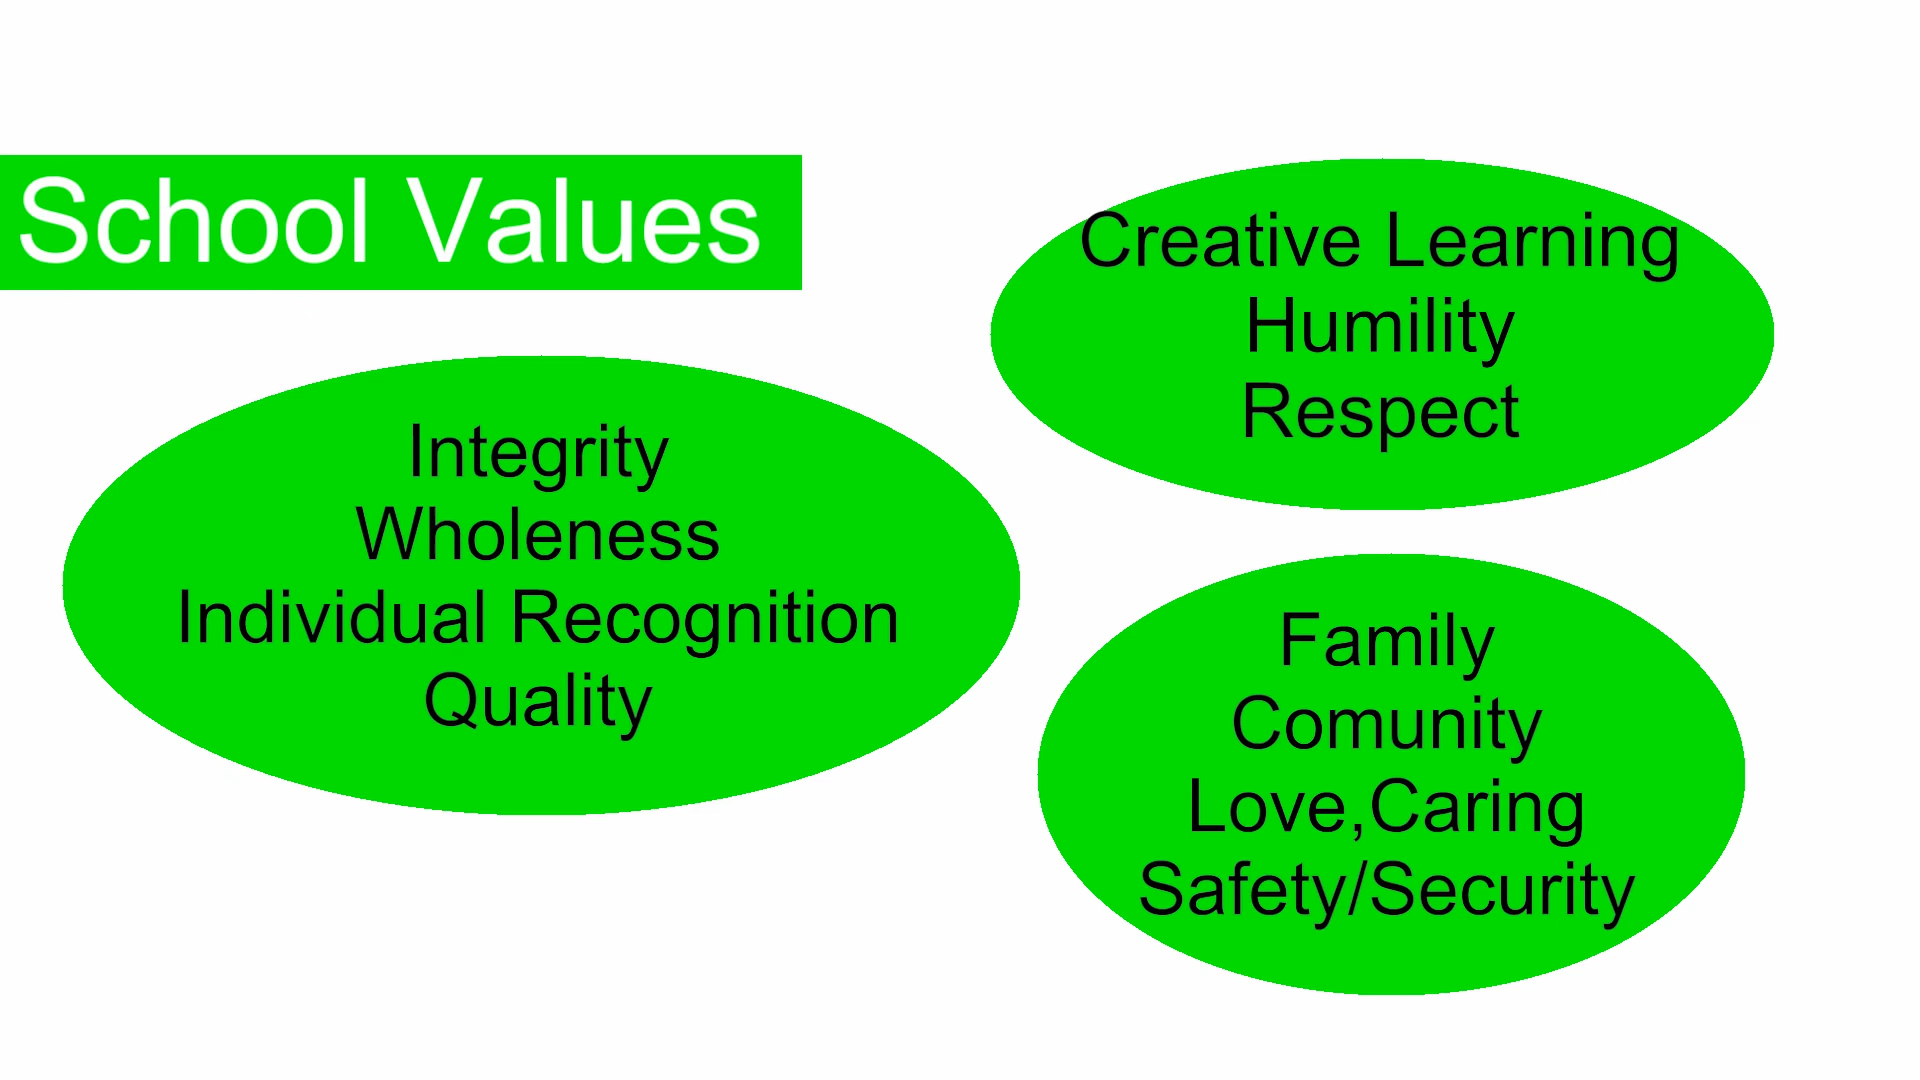 School Values
Integrity
Wholeness
Individual Recognition
Quality
Creative Learning
Humility
Respect
Family
Comunity
Love,Caring
Safety/Security